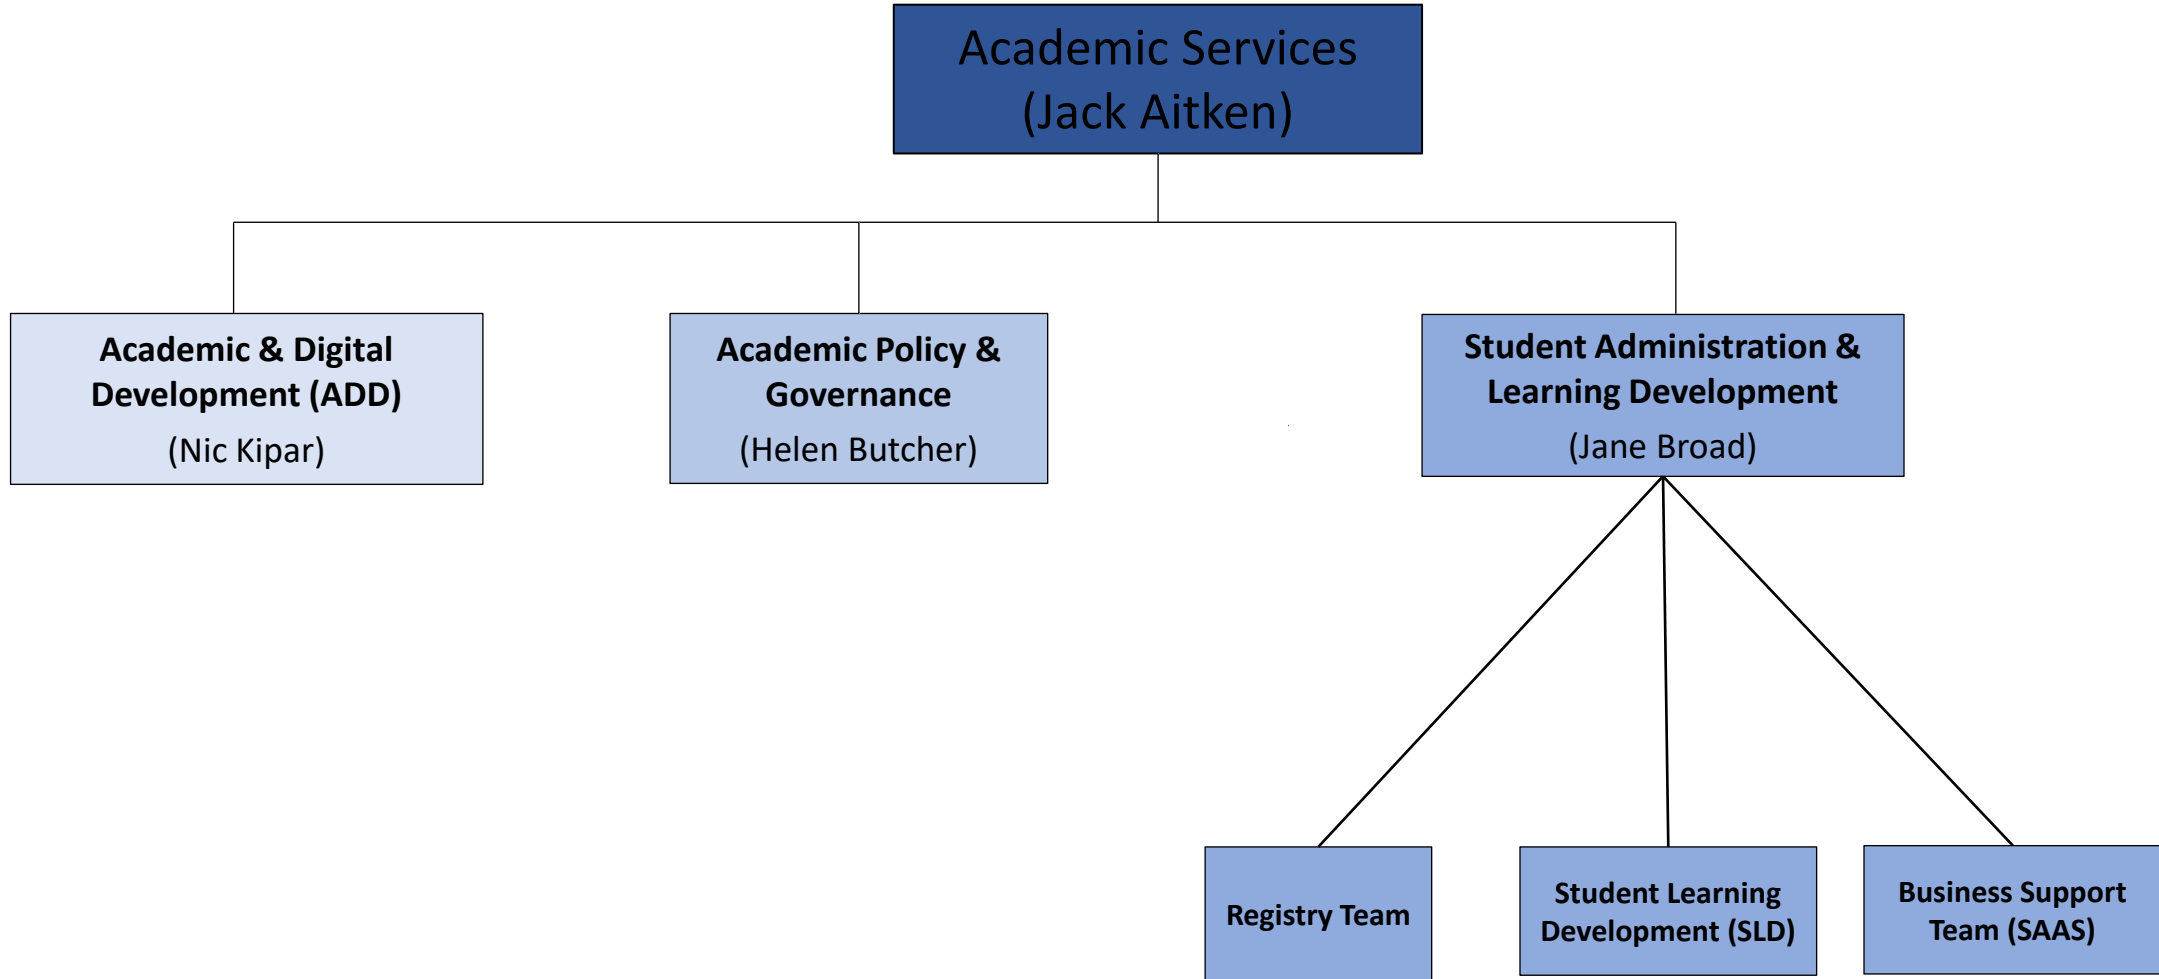 Academic Services
(Jack Aitken)
Academic & Digital
Development (ADD)
(Nic Kipar)
Academic Policy &
Governance
(Helen Butcher)
Student Administration &
Learning Development
(Jane Broad)
Registry Team
Student Learning
Development (SLD)
Business Support
Team (SAAS)